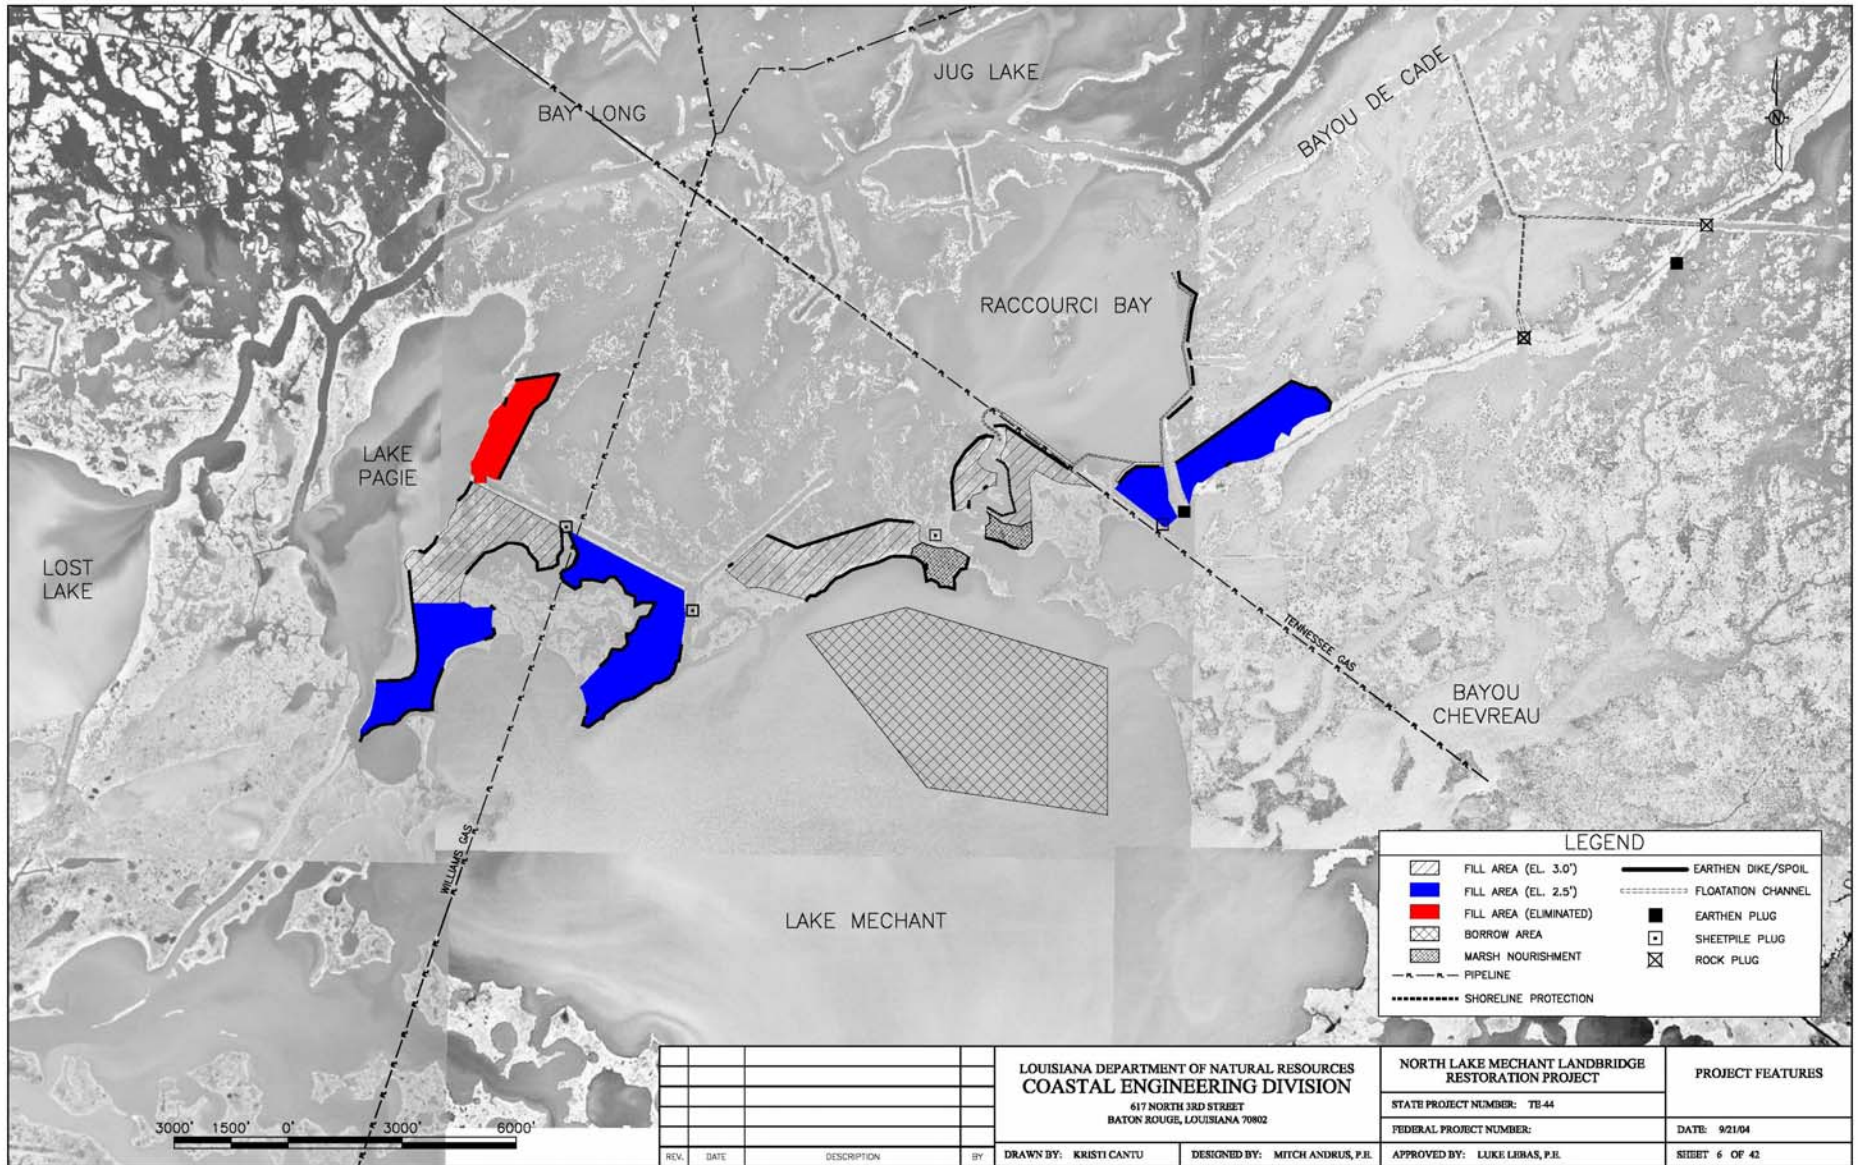 JUG LAKE
BAY LONG
BAYOU DE CADE
N
RACCOURCI BAY
LAKE
PAGIE
LOST
LAKE
TENNESSEE GAS
BAYOU
CHEVREAU
WILLIAMS GAS
LAKE MECHANT
LEGEND
FILL AREA (EL. 3.0')
FILL AREA (EL. 2.5')
FILL AREA (ELIMINATED)
BORROW AREA
MARSH NOURISHMENT
PIPELINE
SHORELINE PROTECTION
EARTHEN DIKE/SPOIL
FLOATATION CHANNEL
EARTHEN PLUG
SHEETPILE PLUG
ROCK PLUG
3000' 1500' 0' 3000' 6000'
REV. DATE DESCRIPTION BY
LOUISIANA DEPARTMENT OF NATURAL RESOURCES
COASTAL ENGINEERING DIVISION
617 NORTH 3RD STREET
BATON ROUGE, LOUISIANA 70802
DRAWN BY: KRISTI CANTU
DESIGNED BY: MITCH ANDRUS, P.E.
NORTH LAKE MECHANT LANDBRIDGE
RESTORATION PROJECT
STATE PROJECT NUMBER: TE-44
FEDERAL PROJECT NUMBER:
APPROVED BY: LUKE LEBAS, P.E.
PROJECT FEATURES
DATE: 9/21/04
SHEET 6 OF 42